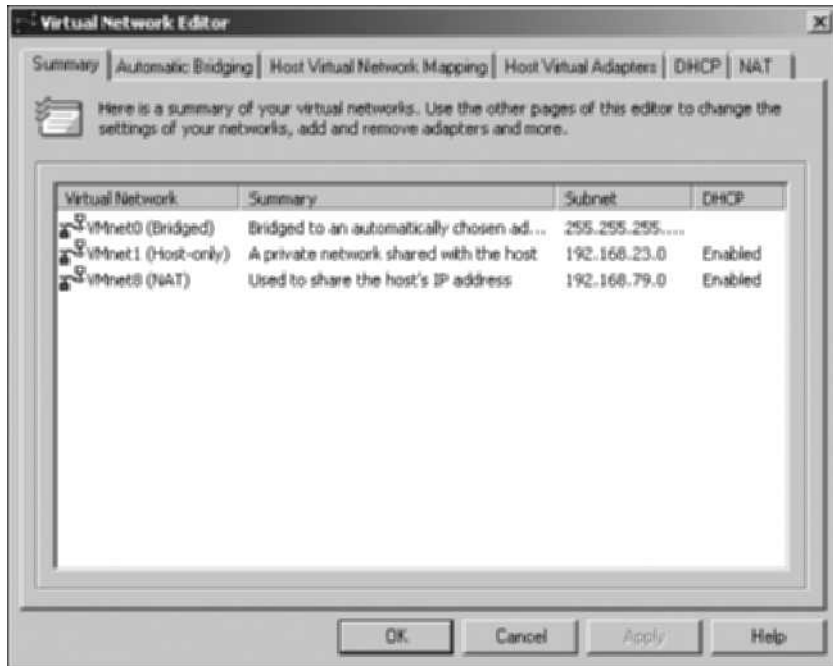 Virtual Network Editor
Summary Automatic Bridging Host Virtual Network Mapping Host Virtual Adapters DHCP NAT
Here is a summary of your virtual networks. Use the other pages of this editor to change the
settings of your networks, add and remove adapters and more.
Virtual Network Summary Subnet DHCP
VMnet0 (Bridged) Bridged to an automatically chosen ad... 255.255.255.....
VMnet1 (Host-only) A private network shared with the host 192.168.23.0 Enabled
VMnet8 (NAT) Used to share the host's IP address 192.168.79.0 Enabled
OK Cancel Apply Help